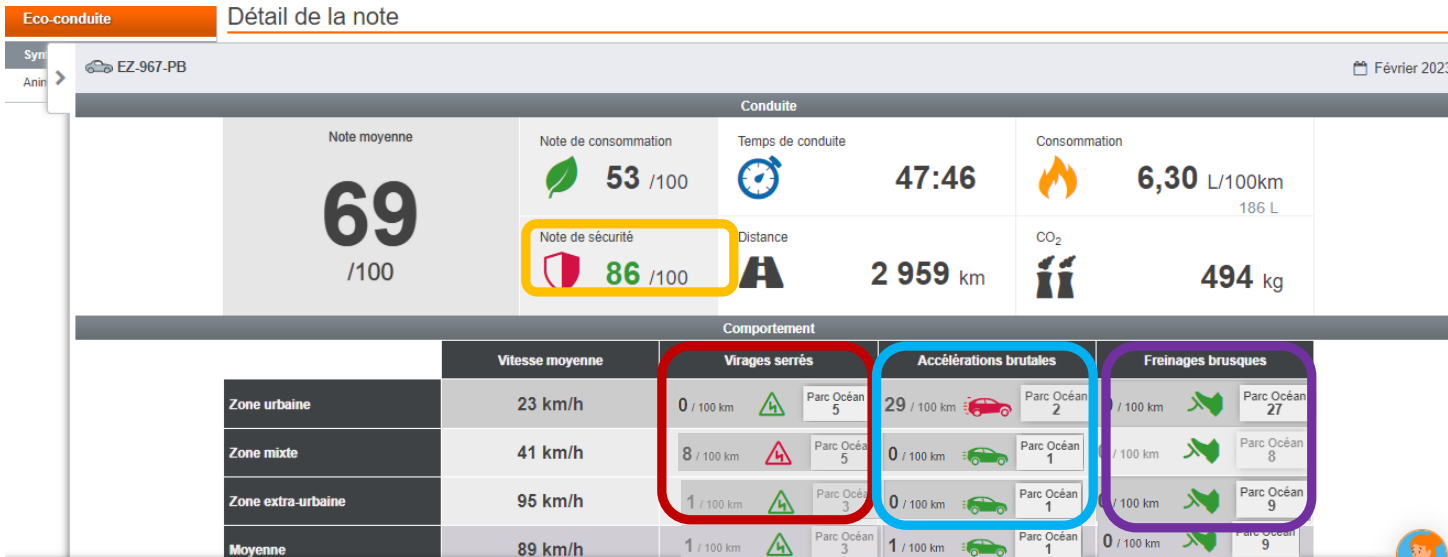 Eco-conduite
Détail de la note
EZ-967-PB
Février 2023
Conduite
Note moyenne
69
/100
Note de consommation
53 /100
Temps de conduite
47:46
Consommation
6,30 L/100km
186 L
Note de sécurité
86 /100
Distance
2 959 km
CO2
494 kg
Comportement
Vitesse moyenne Virages serrés Accélérations brutales Freinages brusques
Zone urbaine 23 km/h 0 / 100 km Parc Océan 5 29 / 100 km Parc Océan 2 / 100 km Parc Océan 27
Zone mixte 41 km/h 8 / 100 km Parc Océan 5 0 / 100 km Parc Océan 1 / 100 km Parc Océan 8
Zone extra-urbaine 95 km/h 1 / 100 km Parc Océan 3 0 / 100 km Parc Océan 1 / 100 km Parc Océan 9
Moyenne 89 km/h 1 / 100 km Parc Océan 3 1 / 100 km Parc Océan 1 0 / 100 km Parc Océan 9